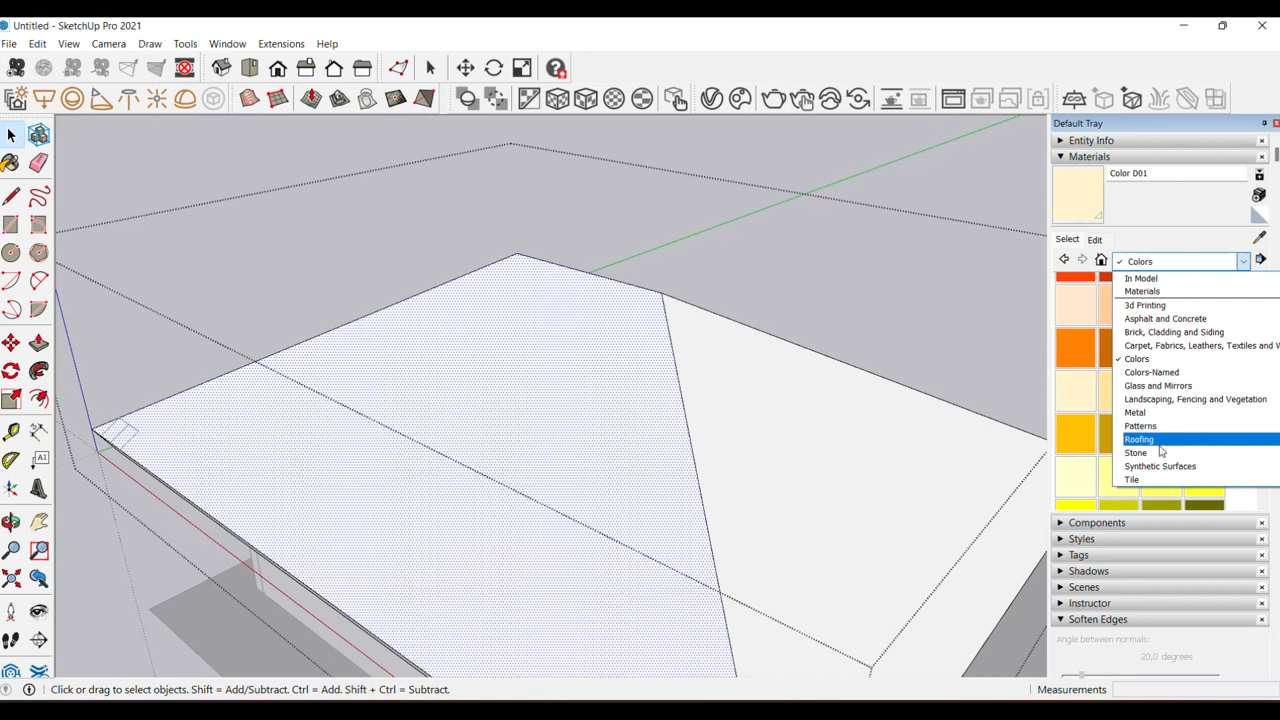 Untitled - SketchUp Pro 2021
File Edit View Camera Draw Tools Window Extensions Help
Default Tray
Entity Info
Materials
Color D01
Select Edit
Colors
In Model
Materials
3d Printing
Asphalt and Concrete
Brick, Cladding and Siding
Carpet, Fabrics, Leathers, Textiles and W
Colors
Colors-Named
Glass and Mirrors
Landscaping, Fencing and Vegetation
Metal
Patterns
Roofing
Stone
Synthetic Surfaces
Tile
Components
Styles
Tags
Shadows
Scenes
Instructor
Soften Edges
Angle between normals:
20,0 degrees
Click or drag to select objects. Shift = Add/Subtract. Ctrl = Add. Shift + Ctrl = Subtract.
Measurements